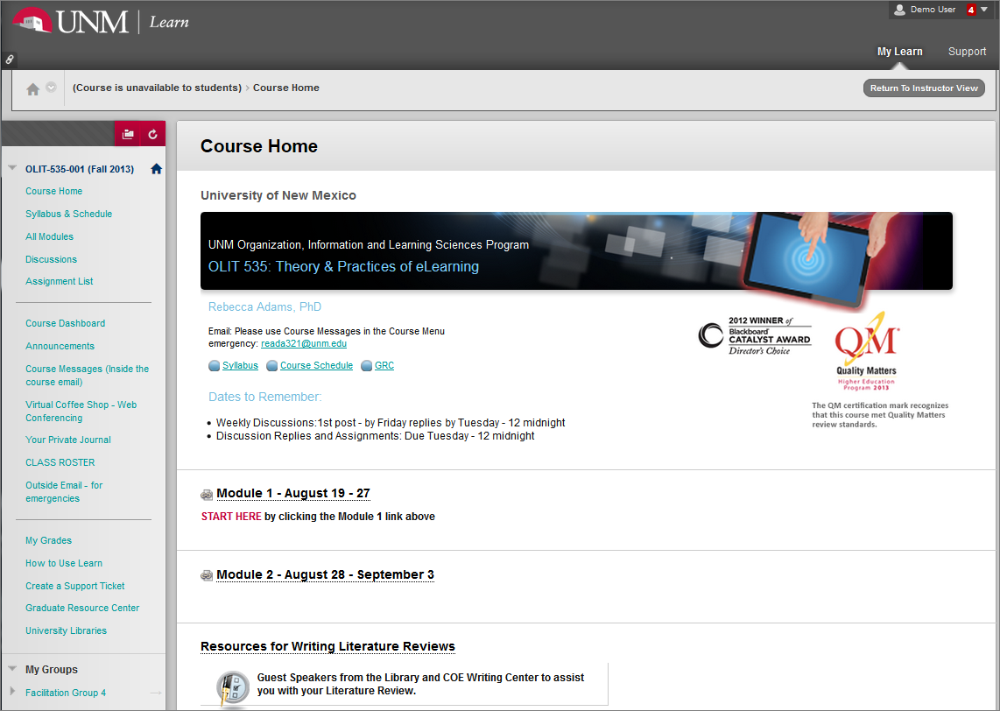 UNM Learn
Demo User 4
My Learn Support
(Course is unavailable to students) > Course Home
Return To Instructor View
OLIT-535-001 (Fall 2013)
Course Home
Syllabus & Schedule
All Modules
Discussions
Assignment List
Course Dashboard
Announcements
Course Messages (Inside the
course email)
Virtual Coffee Shop - Web
Conferencing
Your Private Journal
CLASS ROSTER
Outside Email - for
emergencies
My Grades
How to Use Learn
Create a Support Ticket
Graduate Resource Center
University Libraries
My Groups
Facilitation Group 4
Course Home
University of New Mexico
UNM Organization, Information and Learning Sciences Program
OLIT 535: Theory & Practices of eLearning
Rebecca Adams, PhD
Email: Please use Course Messages in the Course Menu
emergency: reada321@unm.edu
Syllabus Course Schedule GRC
2012 WINNER of
Blackboard
CATALYST AWARD
Director's Choice
QM
Quality Matters
Higher Education
Program 2013
The QM certification mark recognizes
that this course met Quality Matters
review standards.
Dates to Remember:
• Weekly Discussions:1st post - by Friday replies by Tuesday - 12 midnight
• Discussion Replies and Assignments: Due Tuesday - 12 midnight
Module 1 - August 19 - 27
START HERE by clicking the Module 1 link above
Module 2 - August 28 - September 3
Resources for Writing Literature Reviews
Guest Speakers from the Library and COE Writing Center to assist
you with your Literature Review.